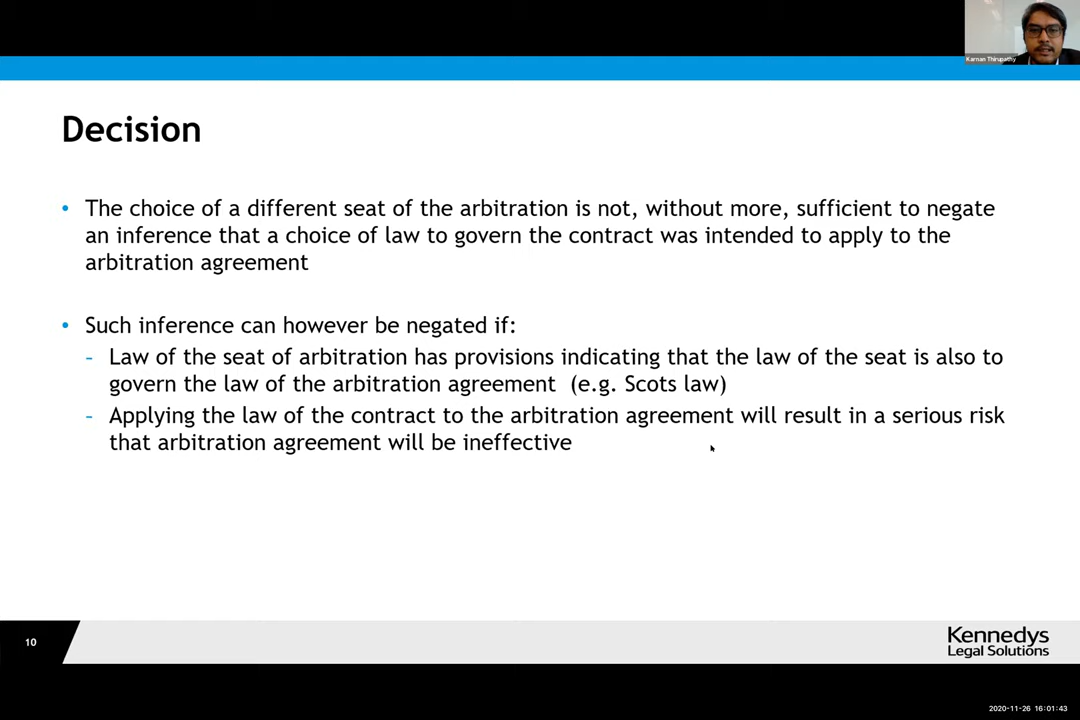 Karnan Thirupathy
Decision
• The choice of a different seat of the arbitration is not, without more, sufficient to negate
an inference that a choice of law to govern the contract was intended to apply to the
arbitration agreement
• Such inference can however be negated if:
- Law of the seat of arbitration has provisions indicating that the law of the seat is also to
govern the law of the arbitration agreement (e.g. Scots law)
- Applying the law of the contract to the arbitration agreement will result in a serious risk
that arbitration agreement will be ineffective
10
Kennedys
Legal Solutions
2020-11-26 16:01:43